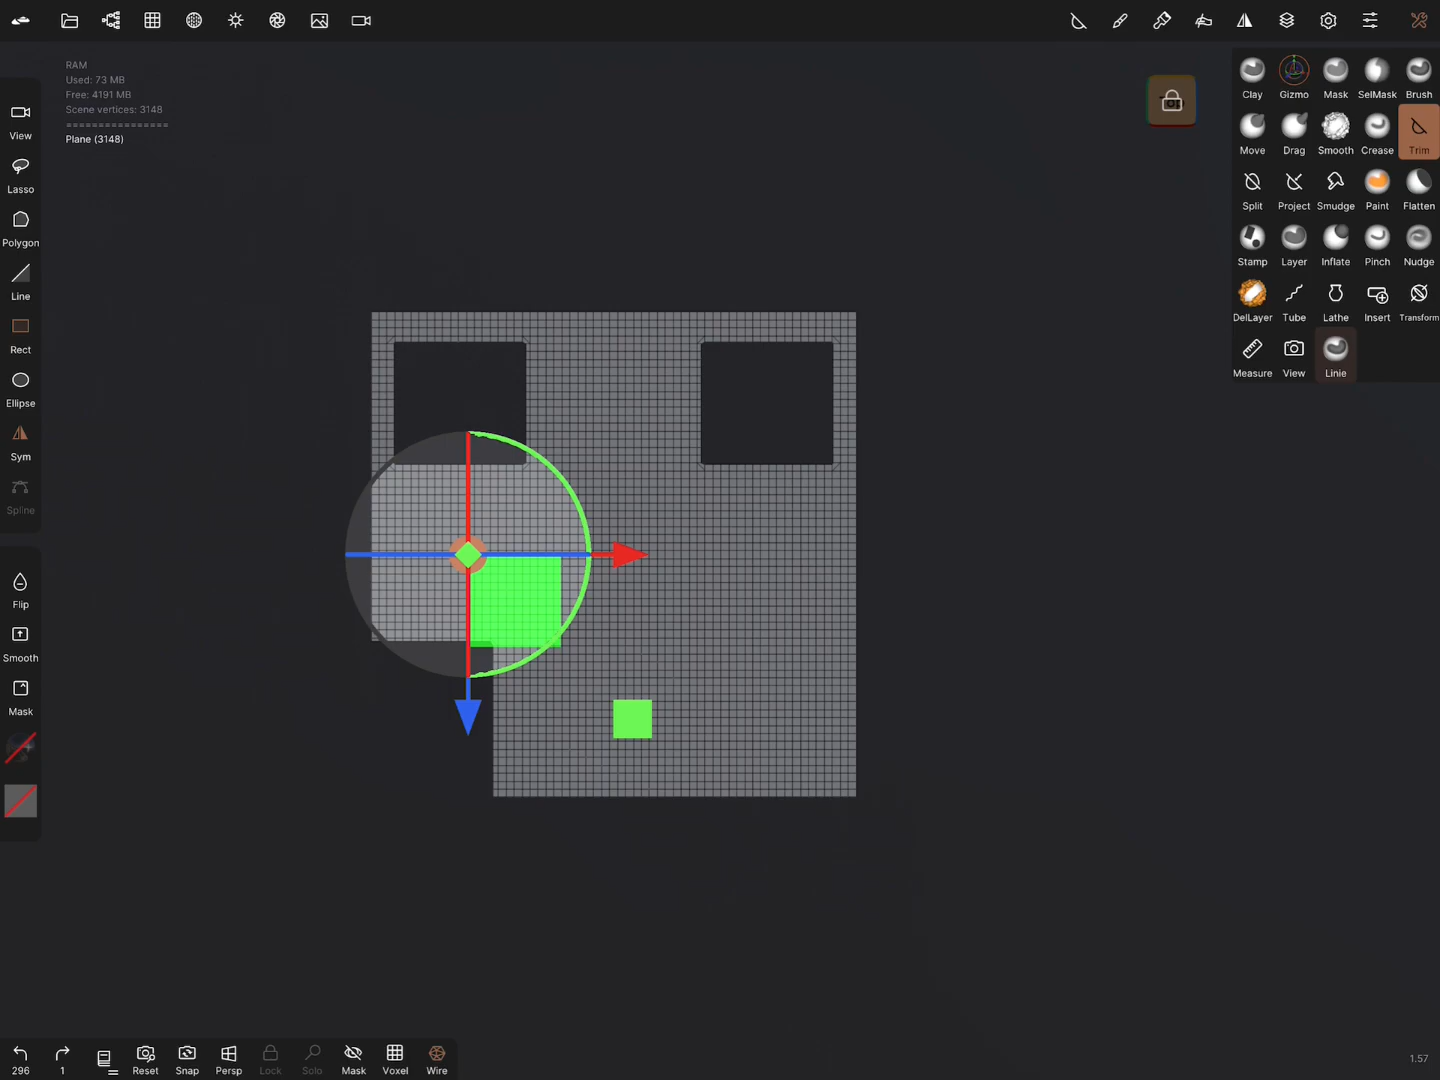 RAM
Used: 73 MB
Free: 4191 MB
Scene vertices: 3148
================
Plane (3148)
View
Lasso
Polygon
Line
Rect
Ellipse
Sym
Spline
Flip
Smooth
Mask
Clay Gizmo Mask SelMask Brush
Move Drag Smooth Crease Trim
Split Project Smudge Paint Flatten
Stamp Layer Inflate Pinch Nudge
DelLayer Tube Lathe Insert Transform
Measure View Linie
296 1 Reset Snap Persp Lock Solo Mask Voxel Wire
1.57